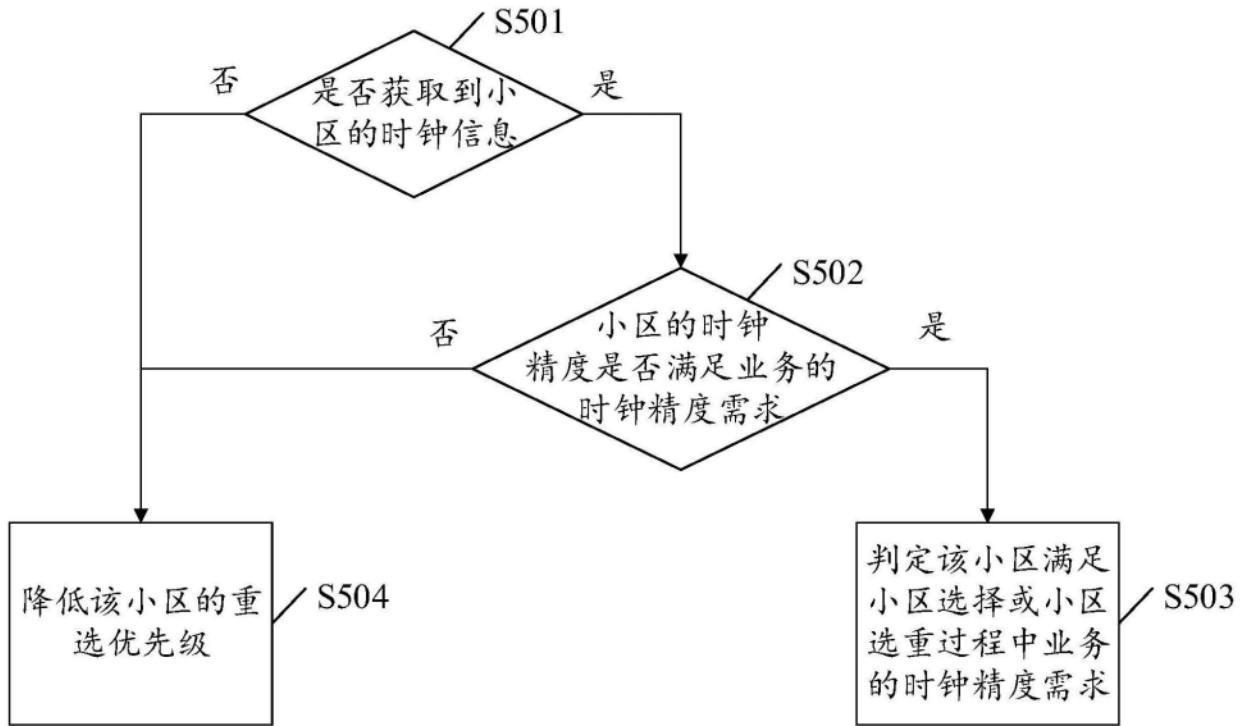 S501
否
是否获取到小
区的时钟信息
是
S502
否
小区的时钟
精度是否满足业务的
时钟精度需求
是
降低该小区的重
选优先级
S504
判定该小区满足
小区选择或小区
选重过程中业务
的时钟精度需求
S503